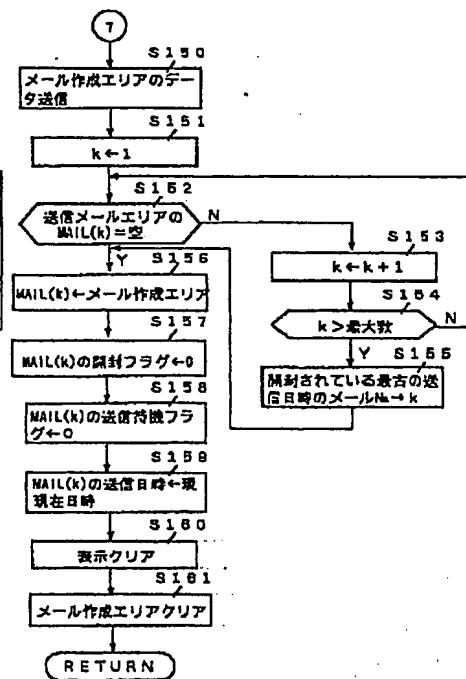 7
S150
メール作成エリアのデー
タ送信
S151
k←1
S152
送信メールエリアの
MAIL(k)=空
N
Y
S153
k←k+1
S154
k>最大数
N
Y
S155
開封されている最古の送
信日時のメール№→k
S156
MAIL(k)←メール作成エリア
S157
MAIL(k)の開封フラグ←0
S158
MAIL(k)の送信待機フラ
グ←0
S159
MAIL(k)の送信日時←現
現在日時
S160
表示クリア
S161
メール作成エリアクリア
RETURN